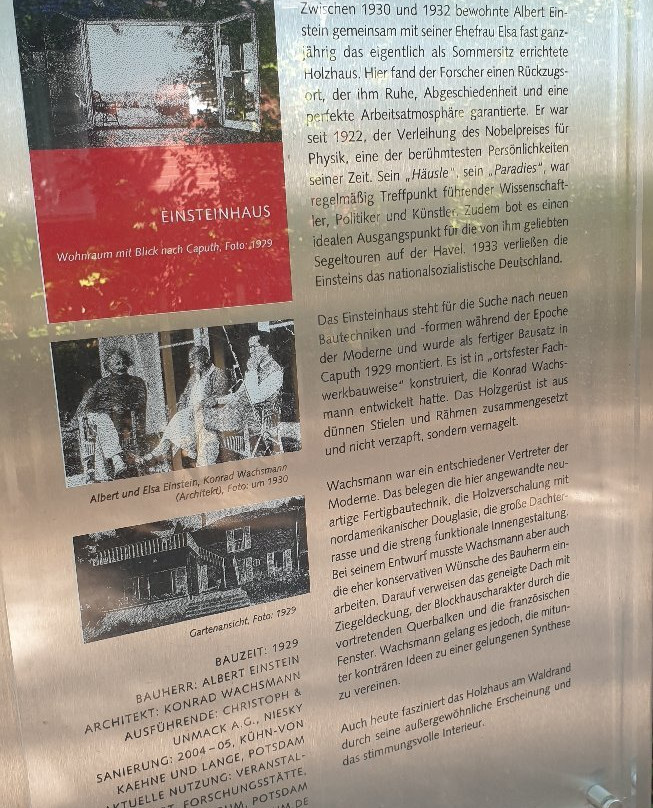 EINSTEINHAUS
Wohnraum mit Blick nach Caputh, Foto: 1929
Albert und Elsa Einstein, Konrad Wachsmann
(Architekt), Foto: um 1930
Gartenansicht, Foto: 1929
BAUZEIT: 1929
BAUHERR: ALBERT EINSTEIN
ARCHITEKT: KONRAD WACHSMANN
AUSFÜHRENDE: CHRISTOPH &
UNMACK A.G., NIESKY
SANIERUNG: 2004–05, KÜHN-VON
KAEHNE UND LANGE, POTSDAM
NUTZUNG: VERANSTAL-
FORSCHUNGSSTÄTTE,
POTSDAM
Zwischen 1930 und 1932 bewohnte Albert Ein-
stein gemeinsam mit seiner Ehefrau Elsa fast ganz-
jährig das eigentlich als Sommersitz errichtete
Holzhaus. Hier fand der Forscher einen Rückzugs-
ort, der ihm Ruhe, Abgeschiedenheit und eine
perfekte Arbeitsatmosphäre garantierte. Er war
seit 1922, der Verleihung des Nobelpreises für
Physik, eine der berühmtesten Persönlichkeiten
seiner Zeit. Sein „Häusle“, sein „Paradies“, war
regelmäßig Treffpunkt führender Wissenschaft-
ler, Politiker und Künstler. Zudem bot es einen
idealen Ausgangspunkt für die von ihm geliebten
Segeltouren auf der Havel. 1933 verließen die
Einsteins das nationalsozialistische Deutschland.
Das Einsteinhaus steht für die Suche nach neuen
Bautechniken und -formen während der Epoche
der Moderne und wurde als fertiger Bausatz in
Caputh 1929 montiert. Es ist in „ortsfester Fach-
werkbauweise“ konstruiert, die Konrad Wachs-
mann entwickelt hatte. Das Holzgerüst ist aus
dünnen Stielen und Rähmen zusammengesetzt
und nicht verzapft, sondern vernagelt.
Wachsmann war ein entschiedener Vertreter der
Moderne. Das belegen die hier angewandte neu-
artige Fertigbautechnik, die Holzverschalung mit
nordamerikanischer Douglasie, die große Dachter-
rasse und die streng funktionale Innengestaltung.
Bei seinem Entwurf musste Wachsmann aber auch
die eher konservativen Wünsche des Bauherrn ein-
arbeiten. Darauf verweisen das geneigte Dach mit
Ziegeldeckung, der Blockhauscharakter durch die
vortretenden Querbalken und die französischen
Fenster. Wachsmann gelang es jedoch, die mitun-
ter konträren Ideen zu einer gelungenen Synthese
zu vereinen.
Auch heute fasziniert das Holzhaus am Waldrand
durch seine außergewöhnliche Erscheinung und
das stimmungsvolle Interieur.